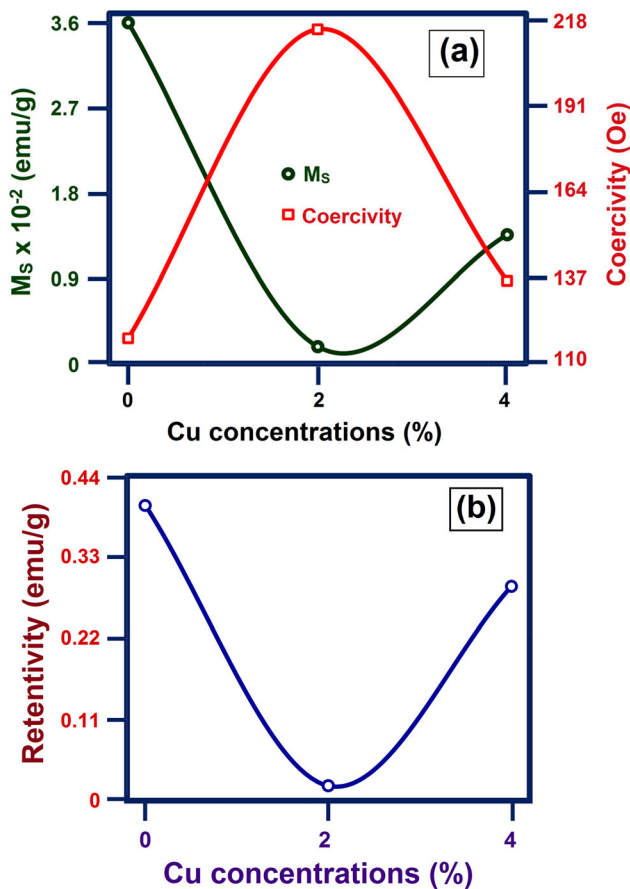 (a)
3.6
2.7
1.8
0.9
0
Ms x 10-2 (emu/g)
Ms
Coercivity
218
191
164
137
110
Coercivity (Oe)
0 2 4
Cu concentrations (%)
(b)
0.44
0.33
0.22
0.11
0
Retentivity (emu/g)
0 2 4
Cu concentrations (%)